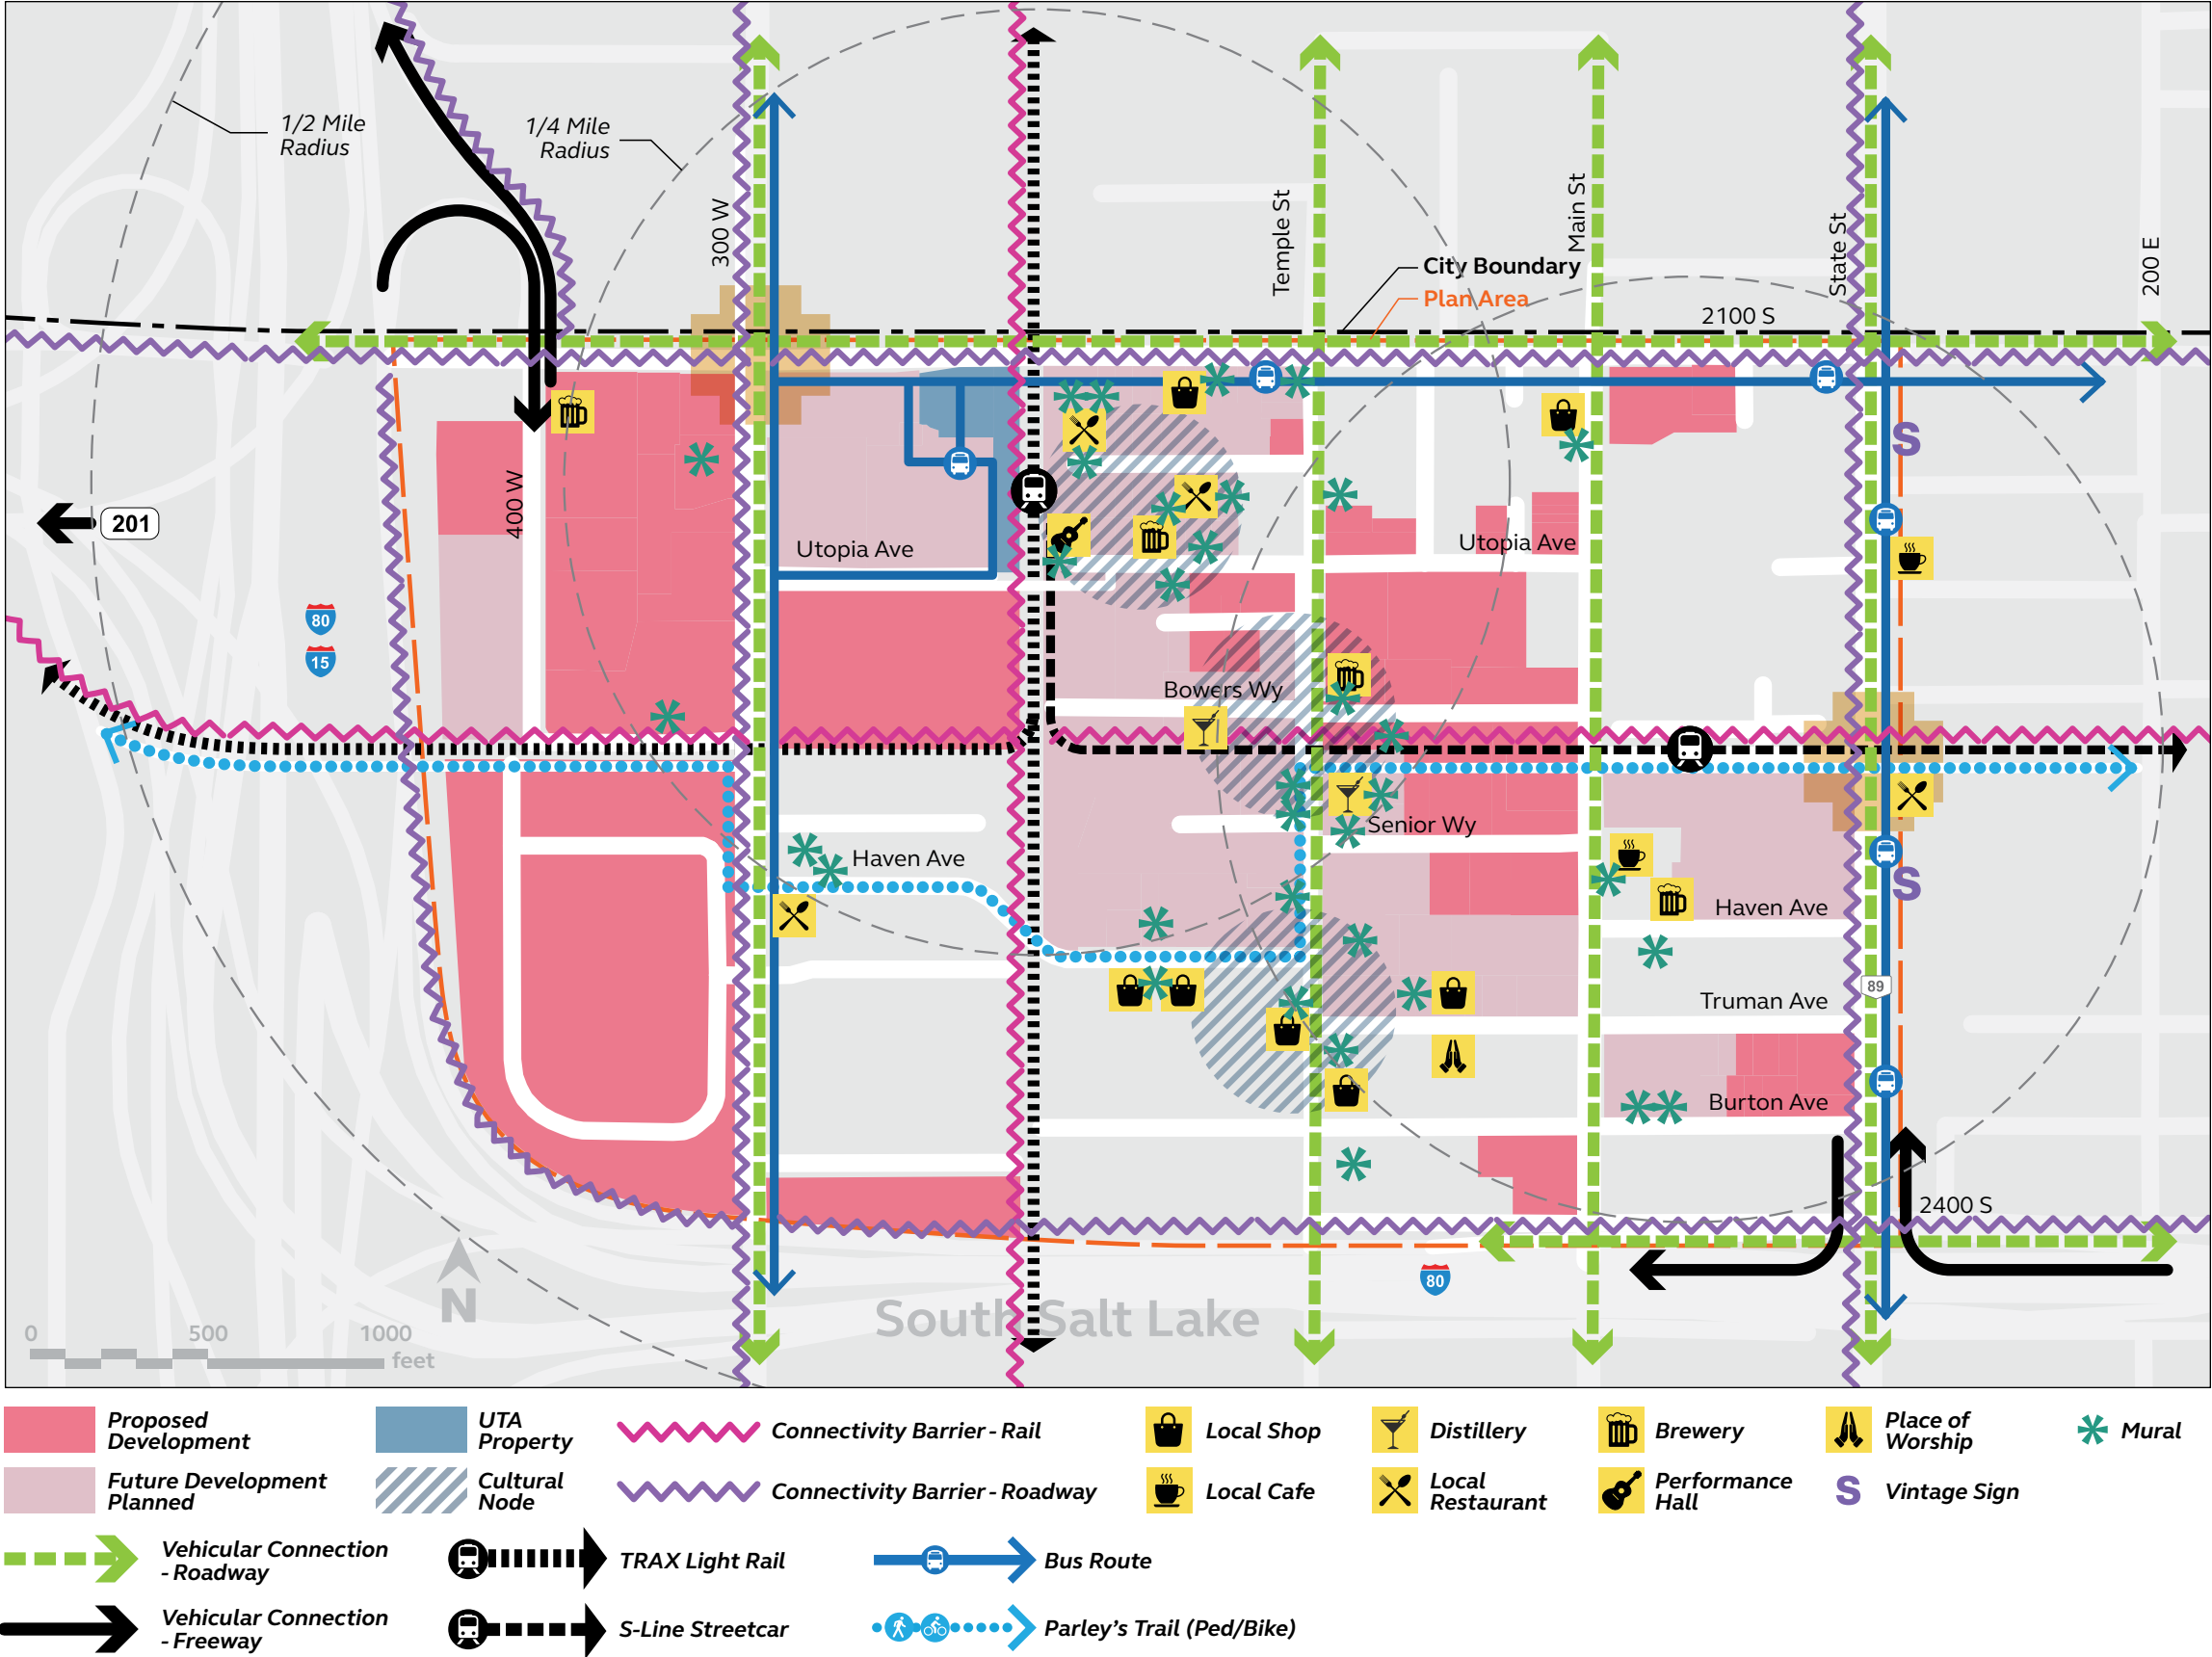 1/2 Mile
Radius
1/4 Mile
Radius
300 W
Temple St
Main St
State St
200 E
City Boundary
Plan Area
2100 S
400 W
201
Utopia Ave
Utopia Ave
S
80
15
Bowers Wy
Senior Wy
Haven Ave
S
Haven Ave
89
Truman Ave
Burton Ave
2400 S
N
80
South Salt Lake
0 500 1000
feet
Proposed
Development
UTA
Property
Connectivity Barrier - Rail
Local Shop
Distillery
Brewery
Place of
Worship
Mural
Future Development
Planned
Cultural
Node
Connectivity Barrier - Roadway
Local Cafe
Local
Restaurant
Performance
Hall
S
Vintage Sign
Vehicular Connection
- Roadway
TRAX Light Rail
Bus Route
Vehicular Connection
- Freeway
S-Line Streetcar
Parley's Trail (Ped/Bike)